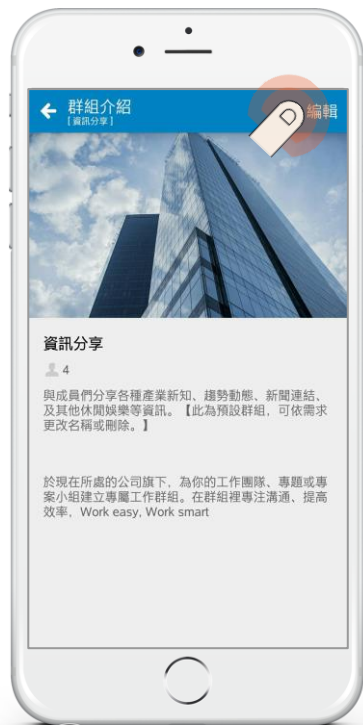 群組介紹
編輯
[ 資訊分享 ]
資訊分享
4
與成員們分享各種產業新知、趨勢動態、新聞連結、
及其他休閒娛樂等資訊。【此為預設群組，可依需求
更改名稱或刪除。】
於現在所處的公司旗下，為你的工作團隊、專題或專
案小組建立專屬工作群組。在群組裡專注溝通、提高
效率，Work easy, Work smart